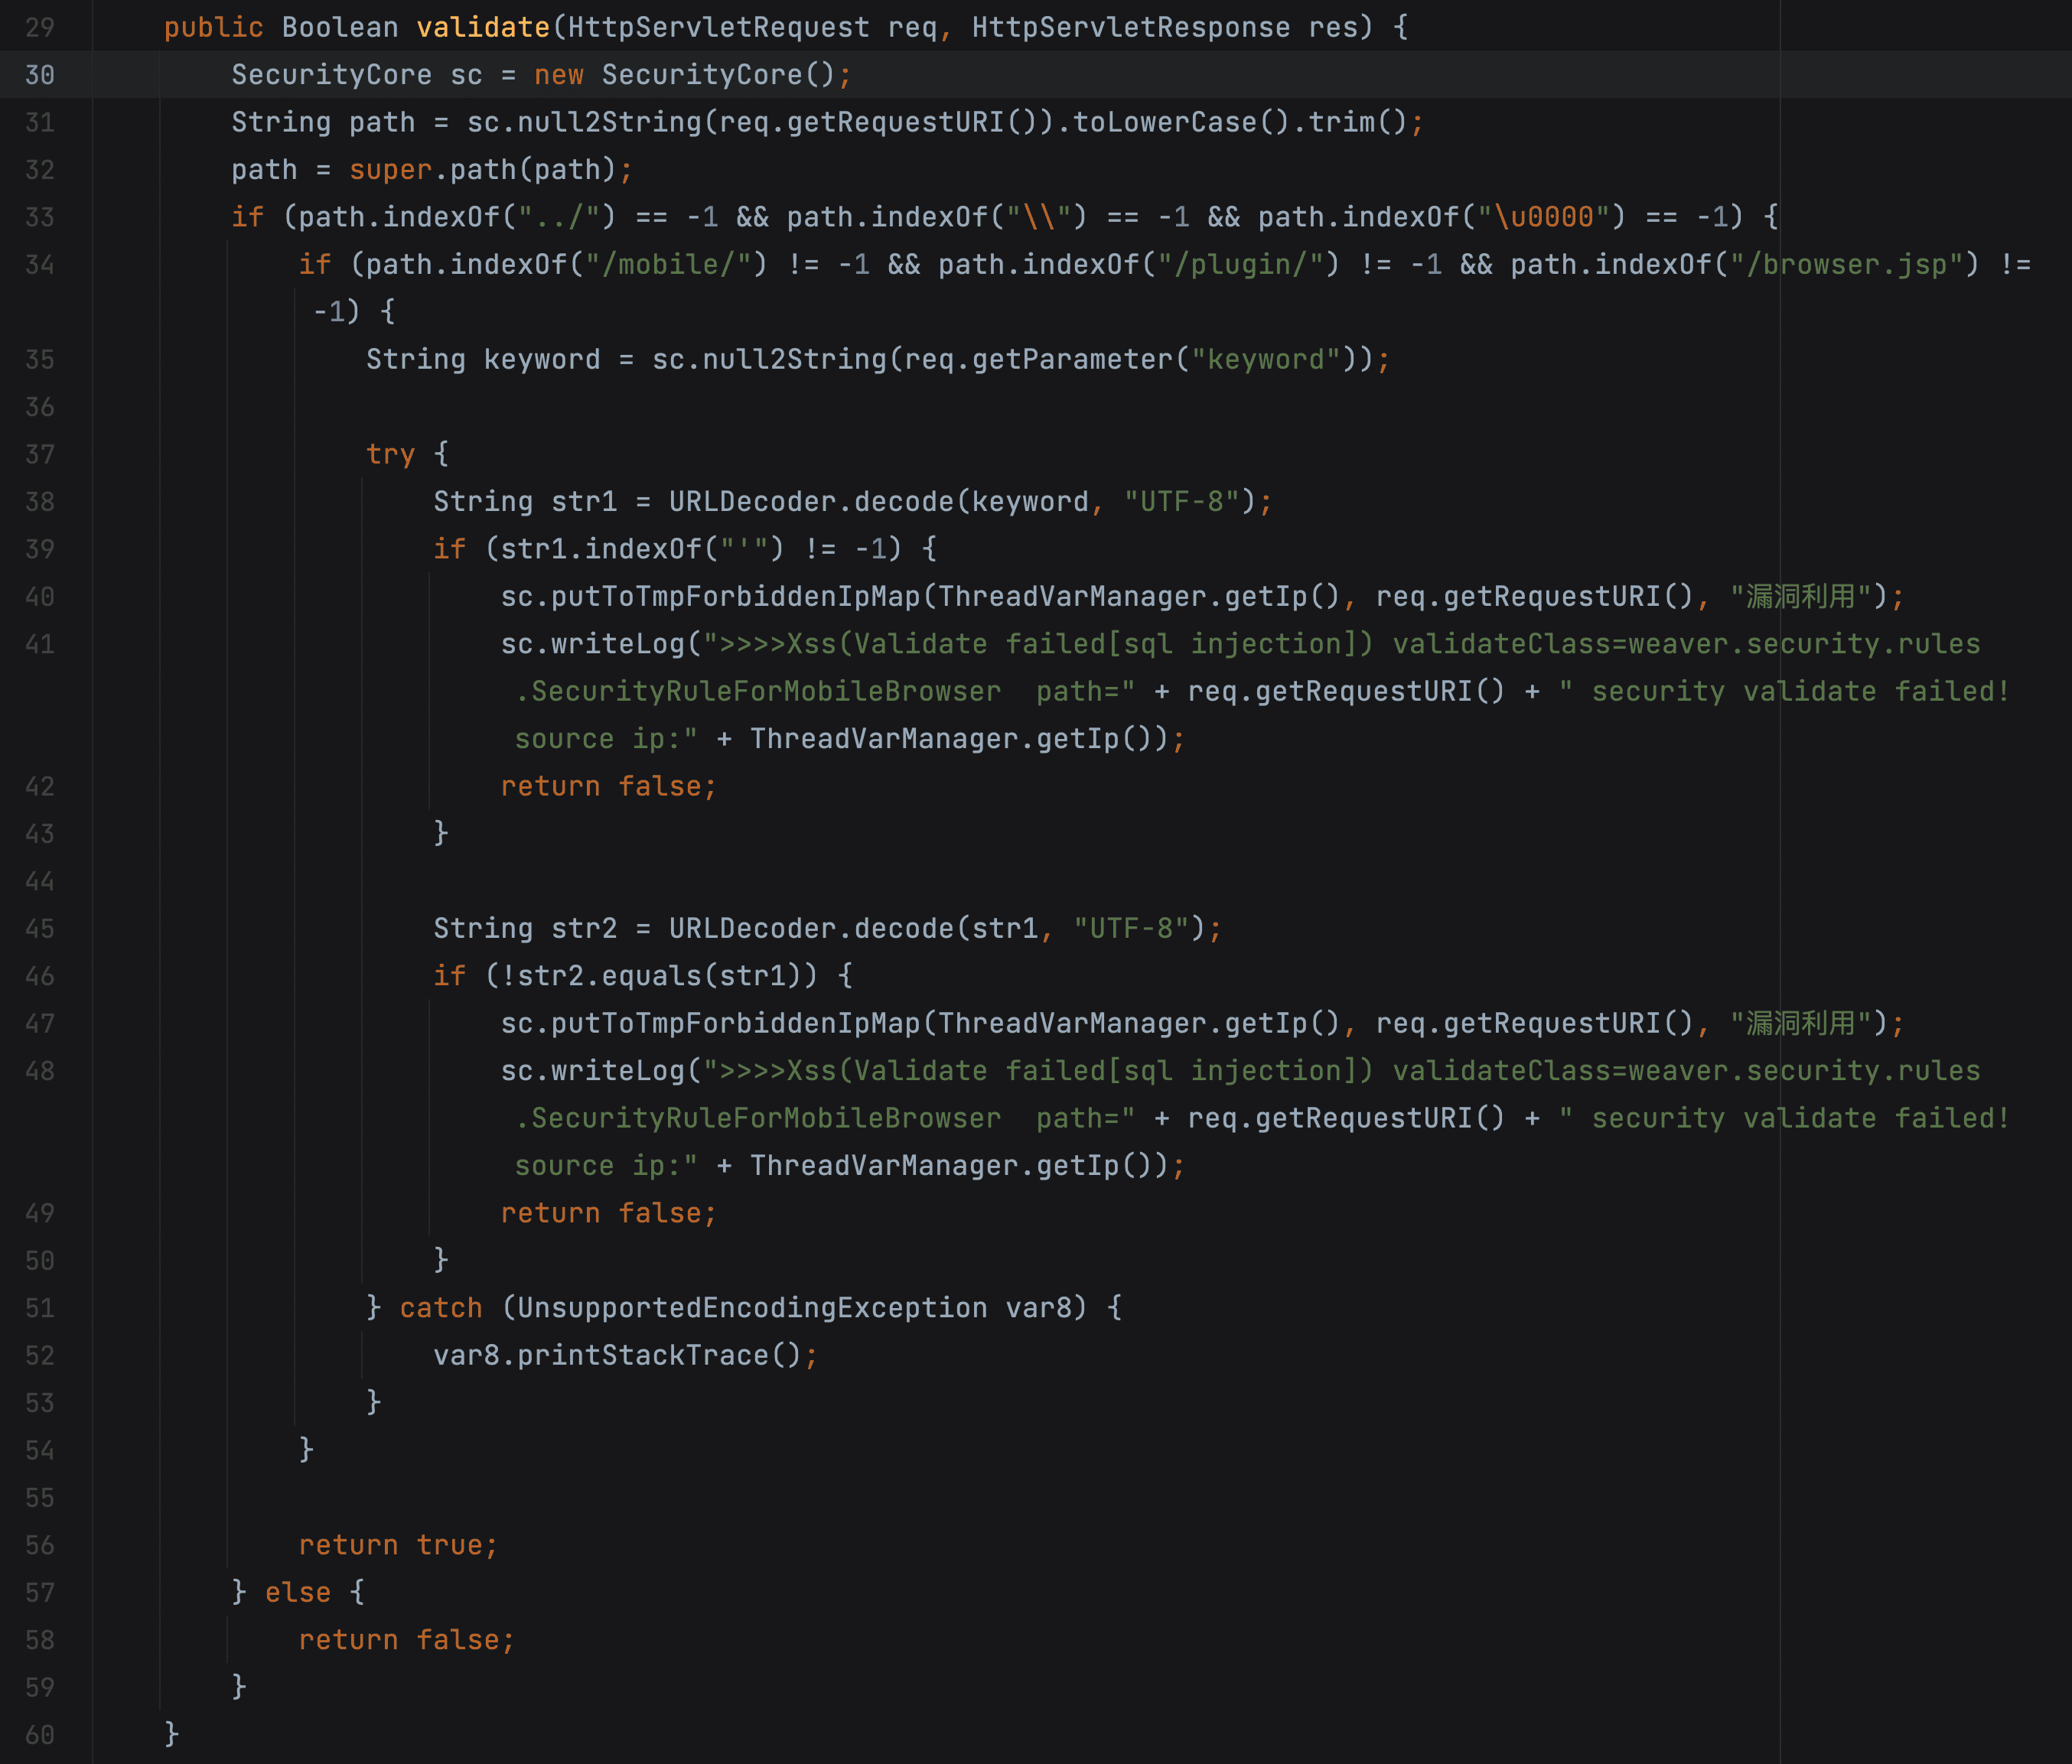 29 public Boolean validate(HttpServletRequest req, HttpServletResponse res) {
30 SecurityCore sc = new SecurityCore();
31 String path = sc.null2String(req.getRequestURI()).toLowerCase().trim();
32 path = super.path(path);
33 if (path.indexOf("../") == -1 && path.indexOf("\\") == -1 && path.indexOf("\u0000") == -1) {
34 if (path.indexOf("/mobile/") != -1 && path.indexOf("/plugin/") != -1 && path.indexOf("/browser.jsp") !=
-1) {
35 String keyword = sc.null2String(req.getParameter("keyword"));
36
37 try {
38 String str1 = URLDecoder.decode(keyword, "UTF-8");
39 if (str1.indexOf("'") != -1) {
40 sc.putToTmpForbiddenIpMap(ThreadVarManager.getIp(), req.getRequestURI(), "漏洞利用");
41 sc.writeLog(">>>>Xss(Validate failed[sql injection]) validateClass=weaver.security.rules
.SecurityRuleForMobileBrowser  path=" + req.getRequestURI() + " security validate failed!
source ip:" + ThreadVarManager.getIp());
42 return false;
43 }
44
45 String str2 = URLDecoder.decode(str1, "UTF-8");
46 if (!str2.equals(str1)) {
47 sc.putToTmpForbiddenIpMap(ThreadVarManager.getIp(), req.getRequestURI(), "漏洞利用");
48 sc.writeLog(">>>>Xss(Validate failed[sql injection]) validateClass=weaver.security.rules
.SecurityRuleForMobileBrowser  path=" + req.getRequestURI() + " security validate failed!
source ip:" + ThreadVarManager.getIp());
49 return false;
50 }
51 } catch (UnsupportedEncodingException var8) {
52 var8.printStackTrace();
53 }
54 }
55
56 return true;
57 } else {
58 return false;
59 }
60 }